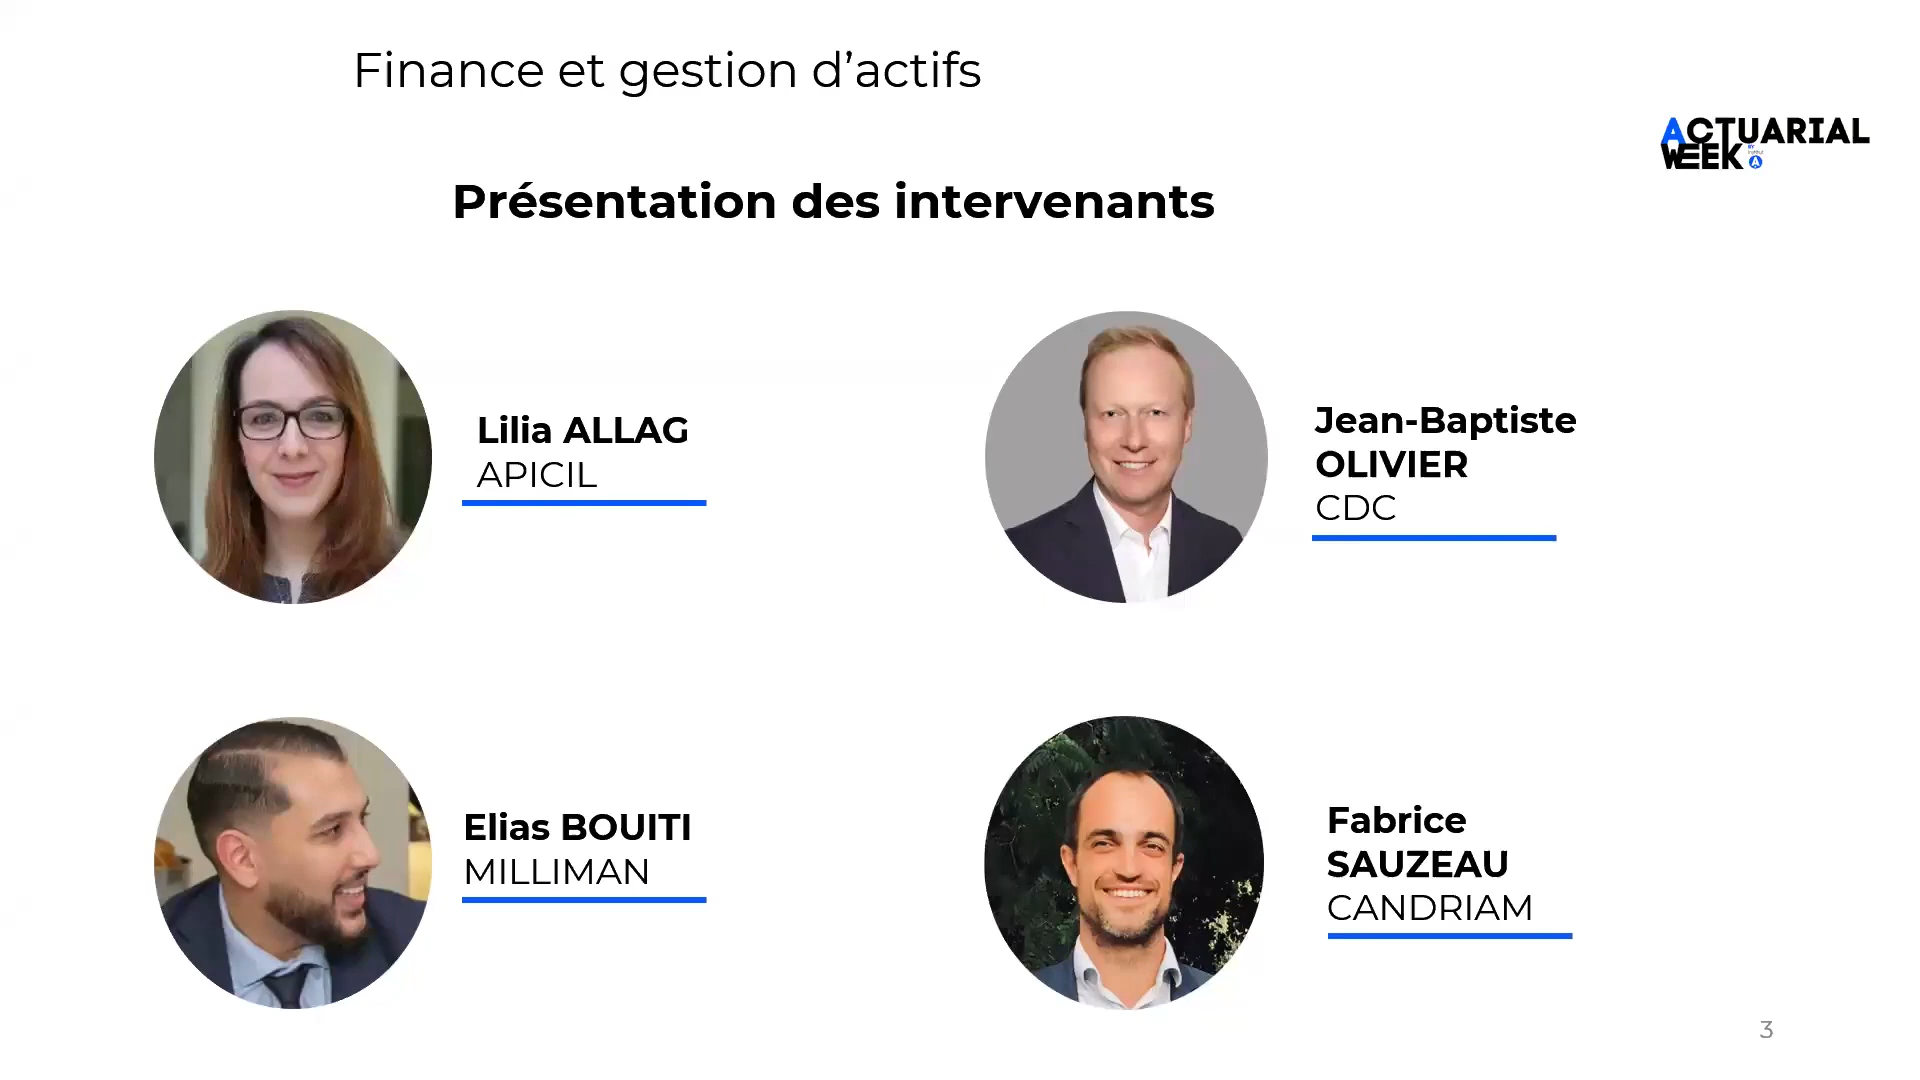 Finance et gestion d’actifs
ACTUARIAL
WEEK
Présentation des intervenants
Lilia ALLAG
APICIL
Jean-Baptiste
OLIVIER
CDC
Elias BOUITI
MILLIMAN
Fabrice
SAUZEAU
CANDRIAM
3